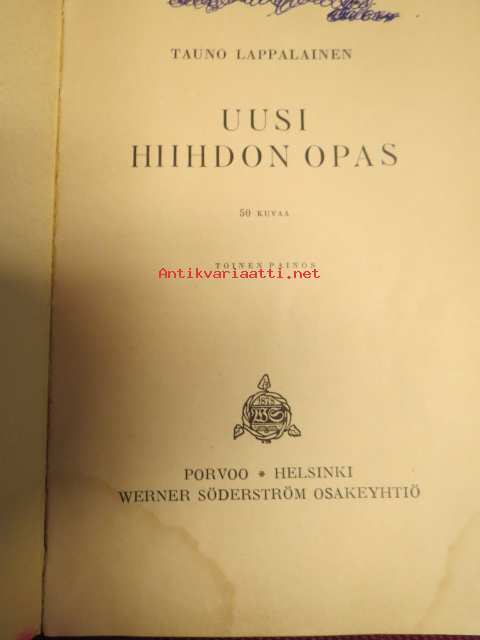 TAUNO LAPPALAINEN
UUSI
HIIHDON OPAS
50 KUVAA
TOINEN PAINOS
Antikvariaatti.net
PORVOO * HELSINKI
WERNER SÖDERSTRÖM OSAKEYHTIÖ